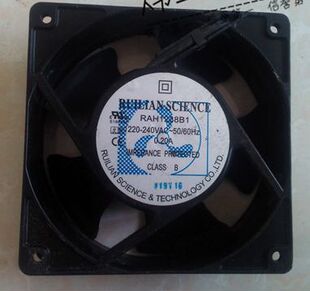 RUILIAN SCIENCE
RAH1238B1
220-240VAC~50/60Hz
0.20A
IMPEDANCE PROTECTED
CLASS B
RUILIAN SCIENCE & TECHNOLOGY CO.,LTD.